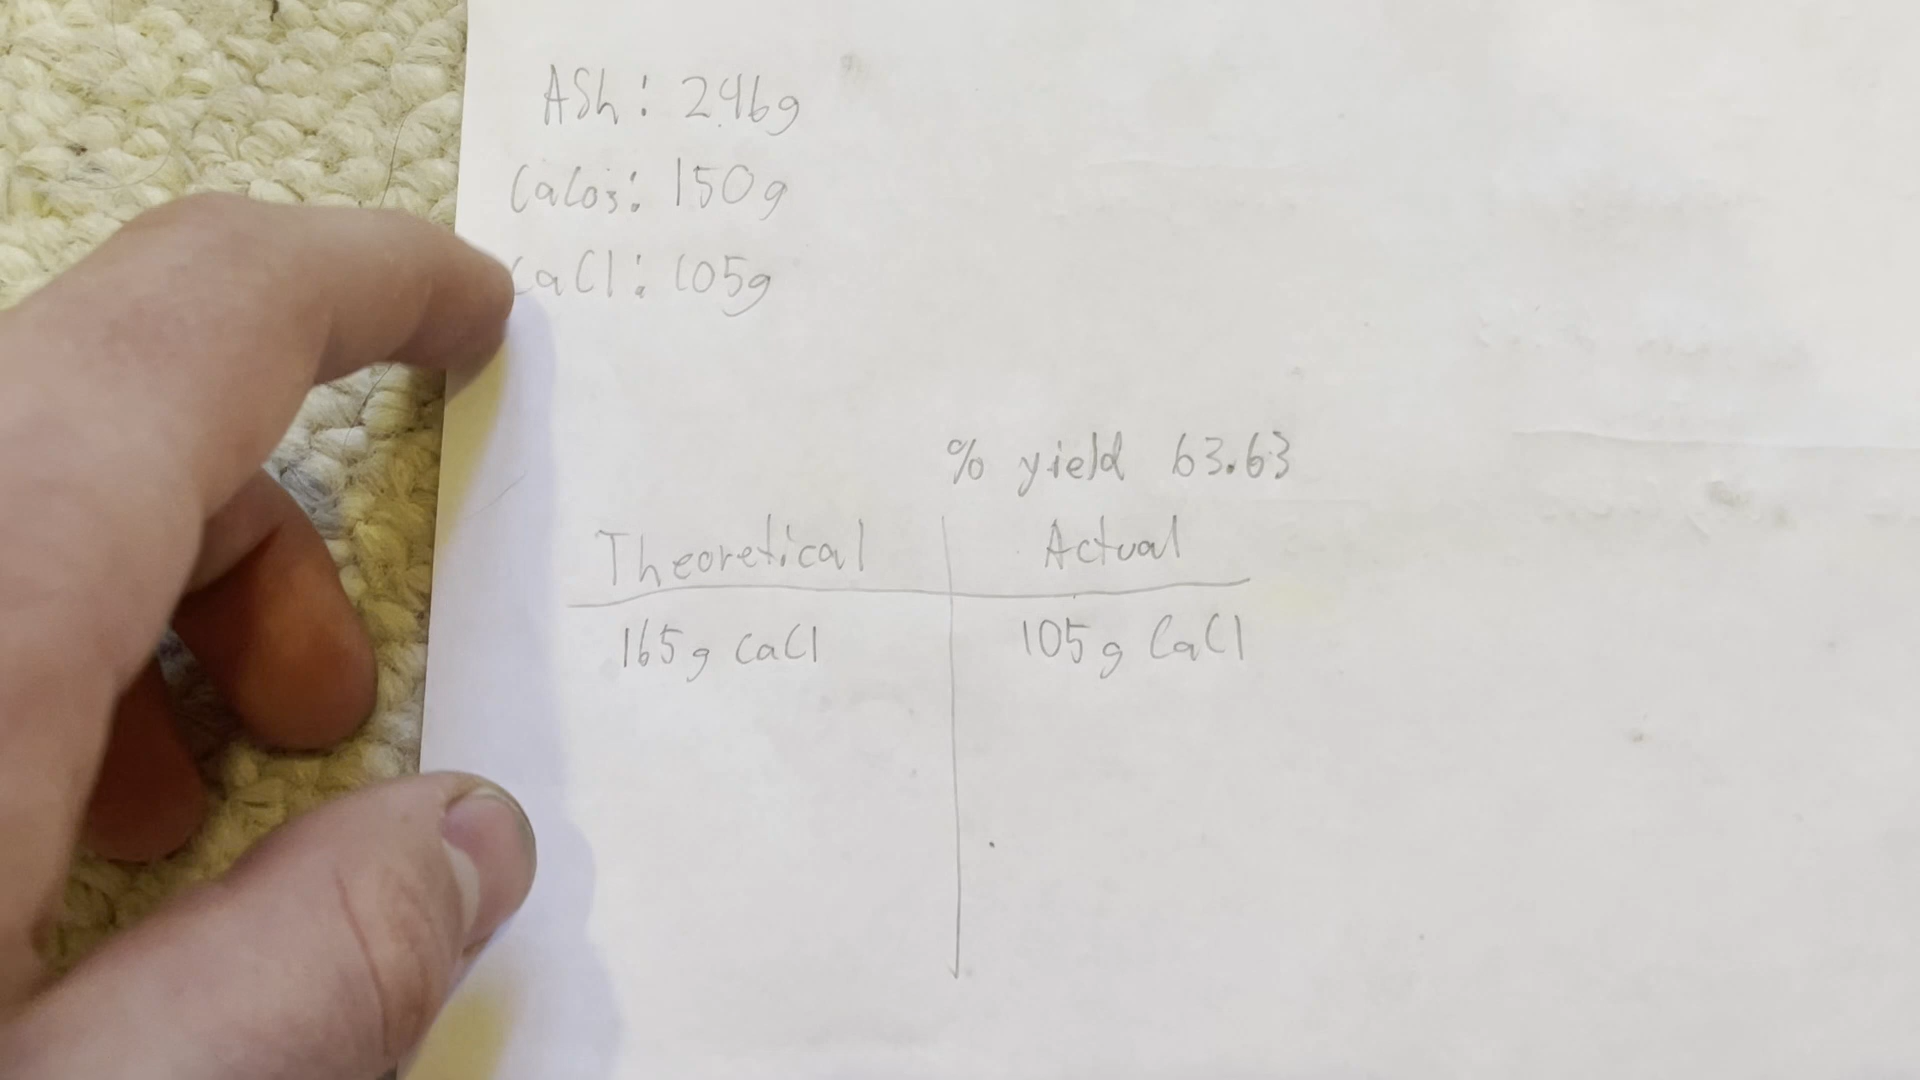 Ash: 246g
CaCo3: 150g
CaCl: 105g
% yield 63.63
Theoretical Actual
165g CaCl 105g CaCl